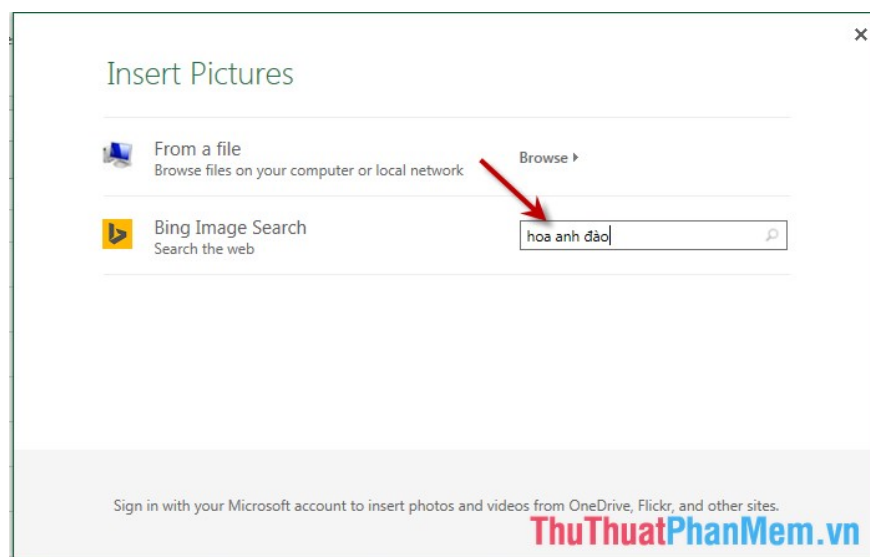 Insert Pictures
From a file
Browse files on your computer or local network
Browse
Bing Image Search
Search the web
hoa anh đào
Sign in with your Microsoft account to insert photos and videos from OneDrive, Flickr, and other sites.
ThuThuatPhanMem.vn